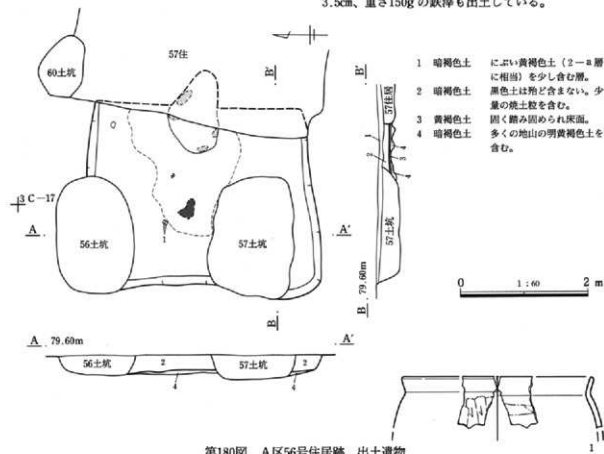 3.5cm、重さ150gの鉄滓も出土している。
57住
60土坑
B'
B'
57住居
1 暗褐色土 にぶい黄褐色土（2－a層
に相当）を少し含む層。
2 暗褐色土 黒色土は殆ど含まない。少
量の焼土粒を含む。
3 黄褐色土 固く踏み固められ床面。
4 暗褐色土 多くの地山の明黄褐色土を
含む。
3C－17
A
A'
56土坑
57土坑
1
1
2
3
4
4
57土坑
B
B 79.60m
0 1:60 2m
A 79.60m
A'
56土坑
2
57土坑
2
4
4
1
第180図 A区56号住居跡、出土遺物